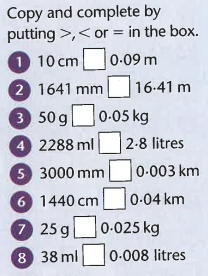 Copy and complete by
putting >, < or = in the box.
1 10 cm □ 0·09 m
2 1641 mm □ 16·41 m
3 50 g □ 0·05 kg
4 2288 ml □ 2·8 litres
5 3000 mm □ 0·003 km
6 1440 cm □ 0·04 km
7 25 g □ 0·025 kg
8 38 ml □ 0·008 litres